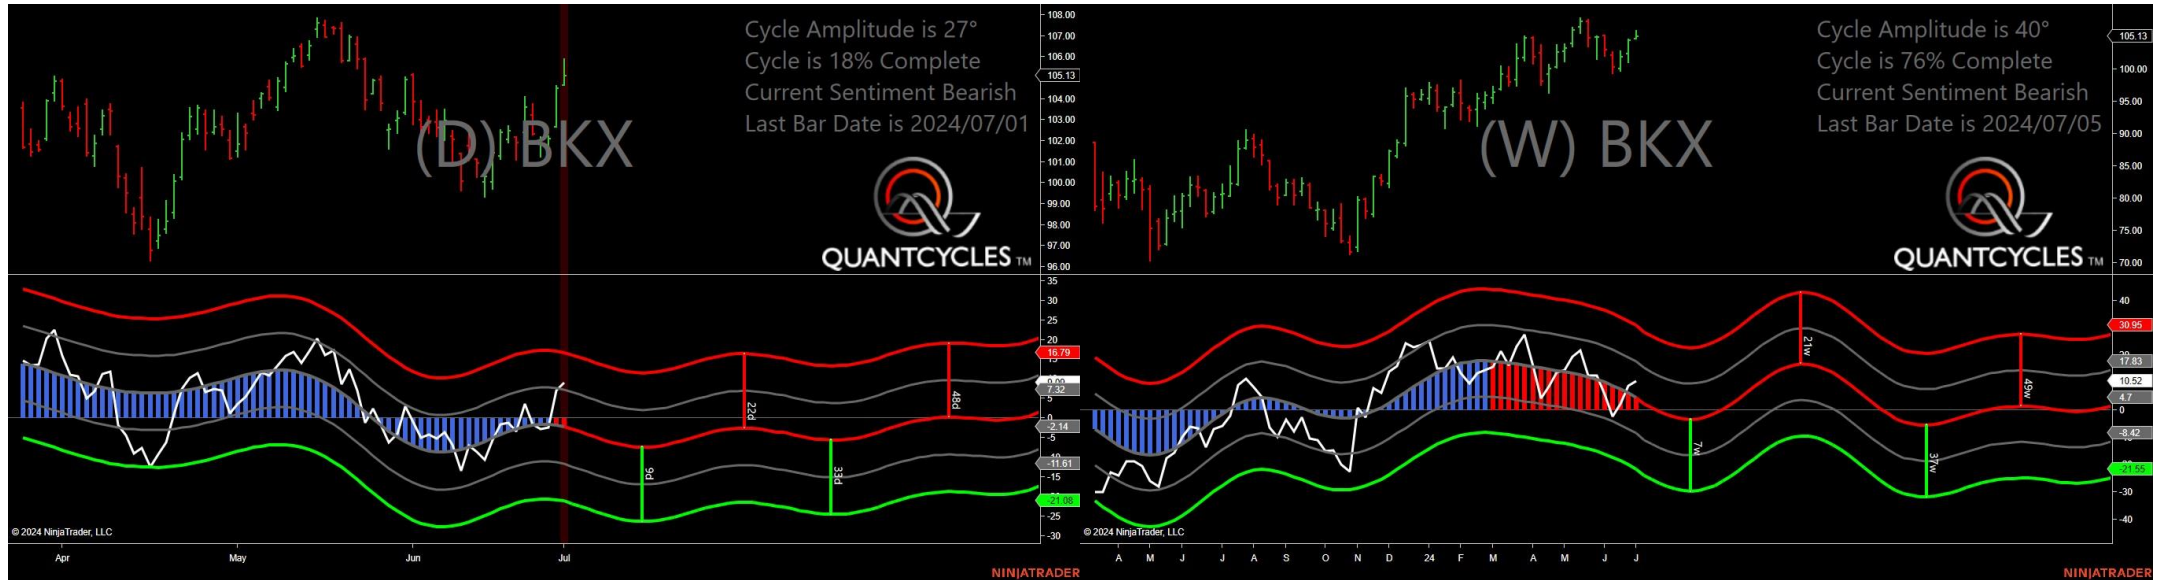 Cycle Amplitude is 27°
Cycle is 18% Complete
Current Sentiment Bearish
Last Bar Date is 2024/07/01
(D) BKX
QUANTCYCLES TM
108.00
107.00
106.00
105.13
104.00
103.00
102.00
101.00
100.00
99.00
98.00
97.00
96.00
35
30
25
20
16.79
7.32
5
0
-2.14
-5
-11.61
-15
-21.08
-25
-30
9d
22d
33d
48d
© 2024 NinjaTrader, LLC
Apr May Jun Jul
NINJATRADER
Cycle Amplitude is 40°
Cycle is 76% Complete
Current Sentiment Bearish
Last Bar Date is 2024/07/05
(W) BKX
QUANTCYCLES TM
105.13
100.00
95.00
90.00
85.00
80.00
75.00
70.00
40
30.95
17.83
10.52
4.7
0
-8.42
-21.55
-30
-40
7w
21w
37w
49w
© 2024 NinjaTrader, LLC
A M J J A S O N D 24 F M A M J J
NINJATRADER